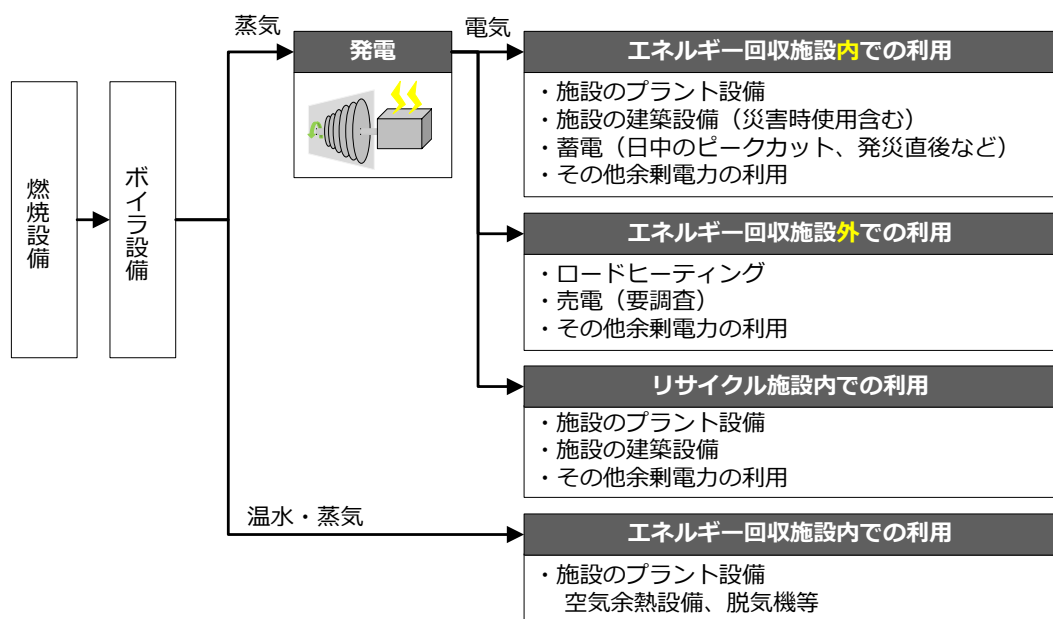 燃焼設備
ボイラ設備
蒸気
発電
電気
エネルギー回収施設内での利用
・施設のプラント設備
・施設の建築設備（災害時使用含む）
・蓄電（日中のピークカット、発災直後など）
・その他余剰電力の利用
エネルギー回収施設外での利用
・ロードヒーティング
・売電（要調査）
・その他余剰電力の利用
リサイクル施設内での利用
・施設のプラント設備
・施設の建築設備
・その他余剰電力の利用
温水・蒸気
エネルギー回収施設内での利用
・施設のプラント設備
空気余熱設備、脱気機等